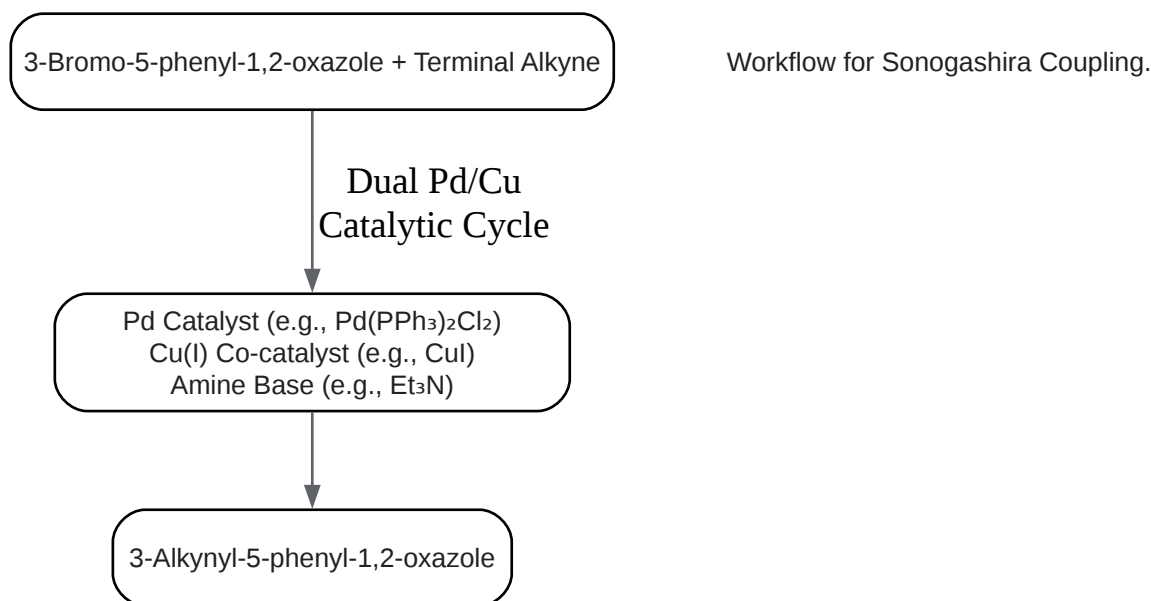 3-Bromo-5-phenyl-1,2-oxazole + Terminal Alkyne
Workflow for Sonogashira Coupling.
Dual Pd/Cu
Catalytic Cycle
Pd Catalyst (e.g., Pd(PPh₃)₂Cl₂)
Cu(I) Co-catalyst (e.g., CuI)
Amine Base (e.g., Et₃N)
3-Alkynyl-5-phenyl-1,2-oxazole